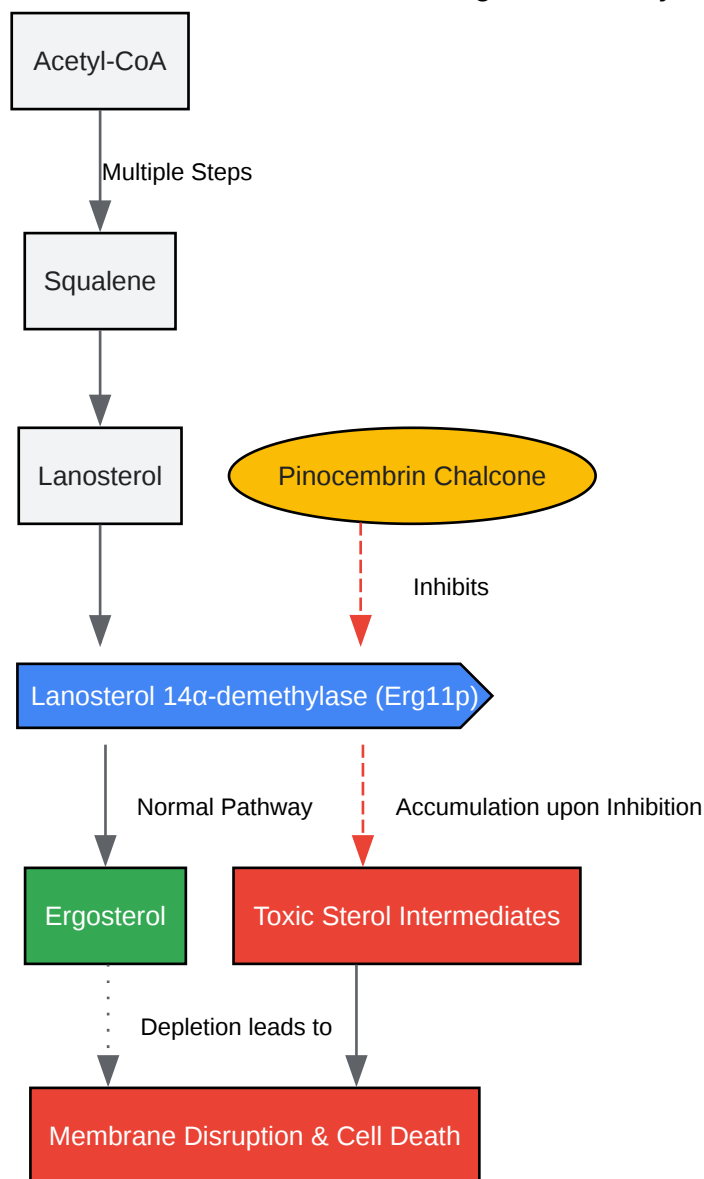 Acetyl-CoA
Multiple Steps
Squalene
Lanosterol
Pinocembrin Chalcone
Inhibits
Lanosterol 14α-demethylase (Erg11p)
Normal Pathway
Accumulation upon Inhibition
Ergosterol
Toxic Sterol Intermediates
Depletion leads to
Membrane Disruption & Cell Death